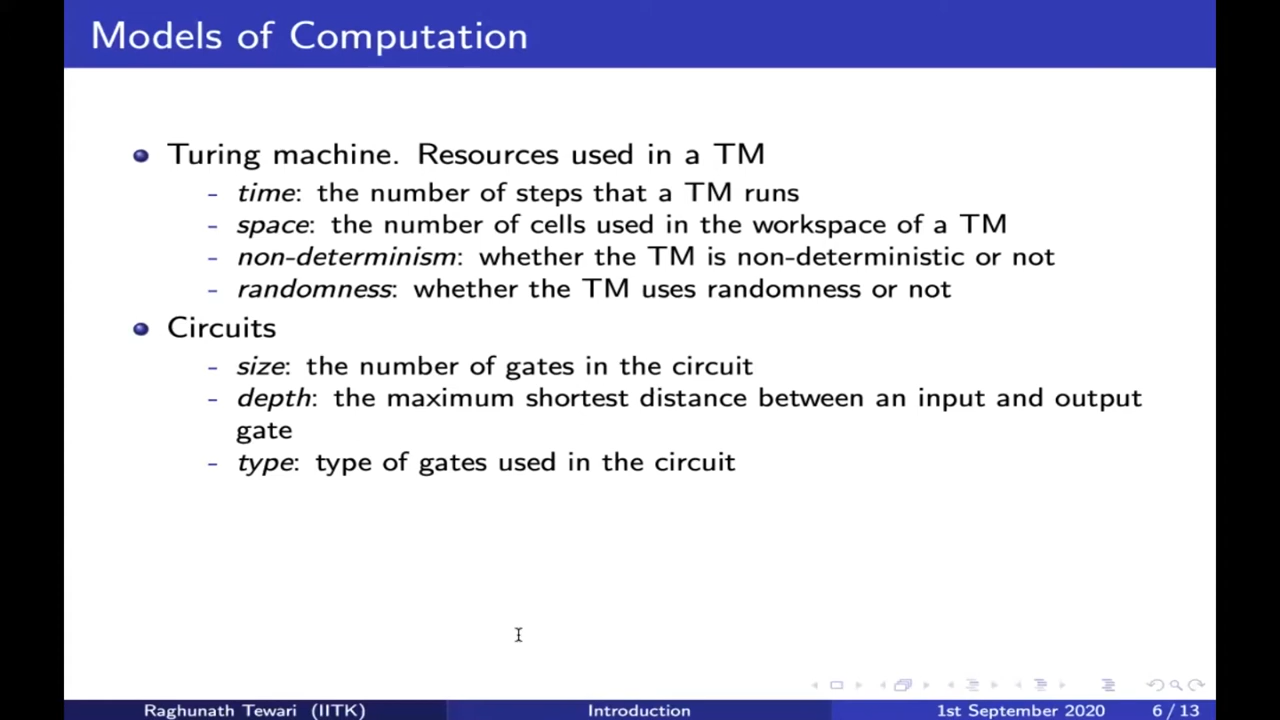 Models of Computation
Turing machine. Resources used in a TM
- time: the number of steps that a TM runs
- space: the number of cells used in the workspace of a TM
- non-determinism: whether the TM is non-deterministic or not
- randomness: whether the TM uses randomness or not
Circuits
- size: the number of gates in the circuit
- depth: the maximum shortest distance between an input and output
gate
- type: type of gates used in the circuit
Raghunath Tewari (IITK) Introduction 1st September 2020 6 / 13